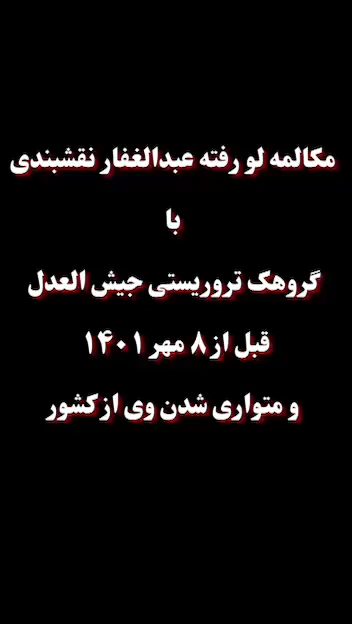 مکالمه لو رفته عبدالغفار نقشبندی
با
گروهک تروریستی جیش العدل
قبل از ۸ مهر ۱۴۰۱
و متواری شدن وی از کشور